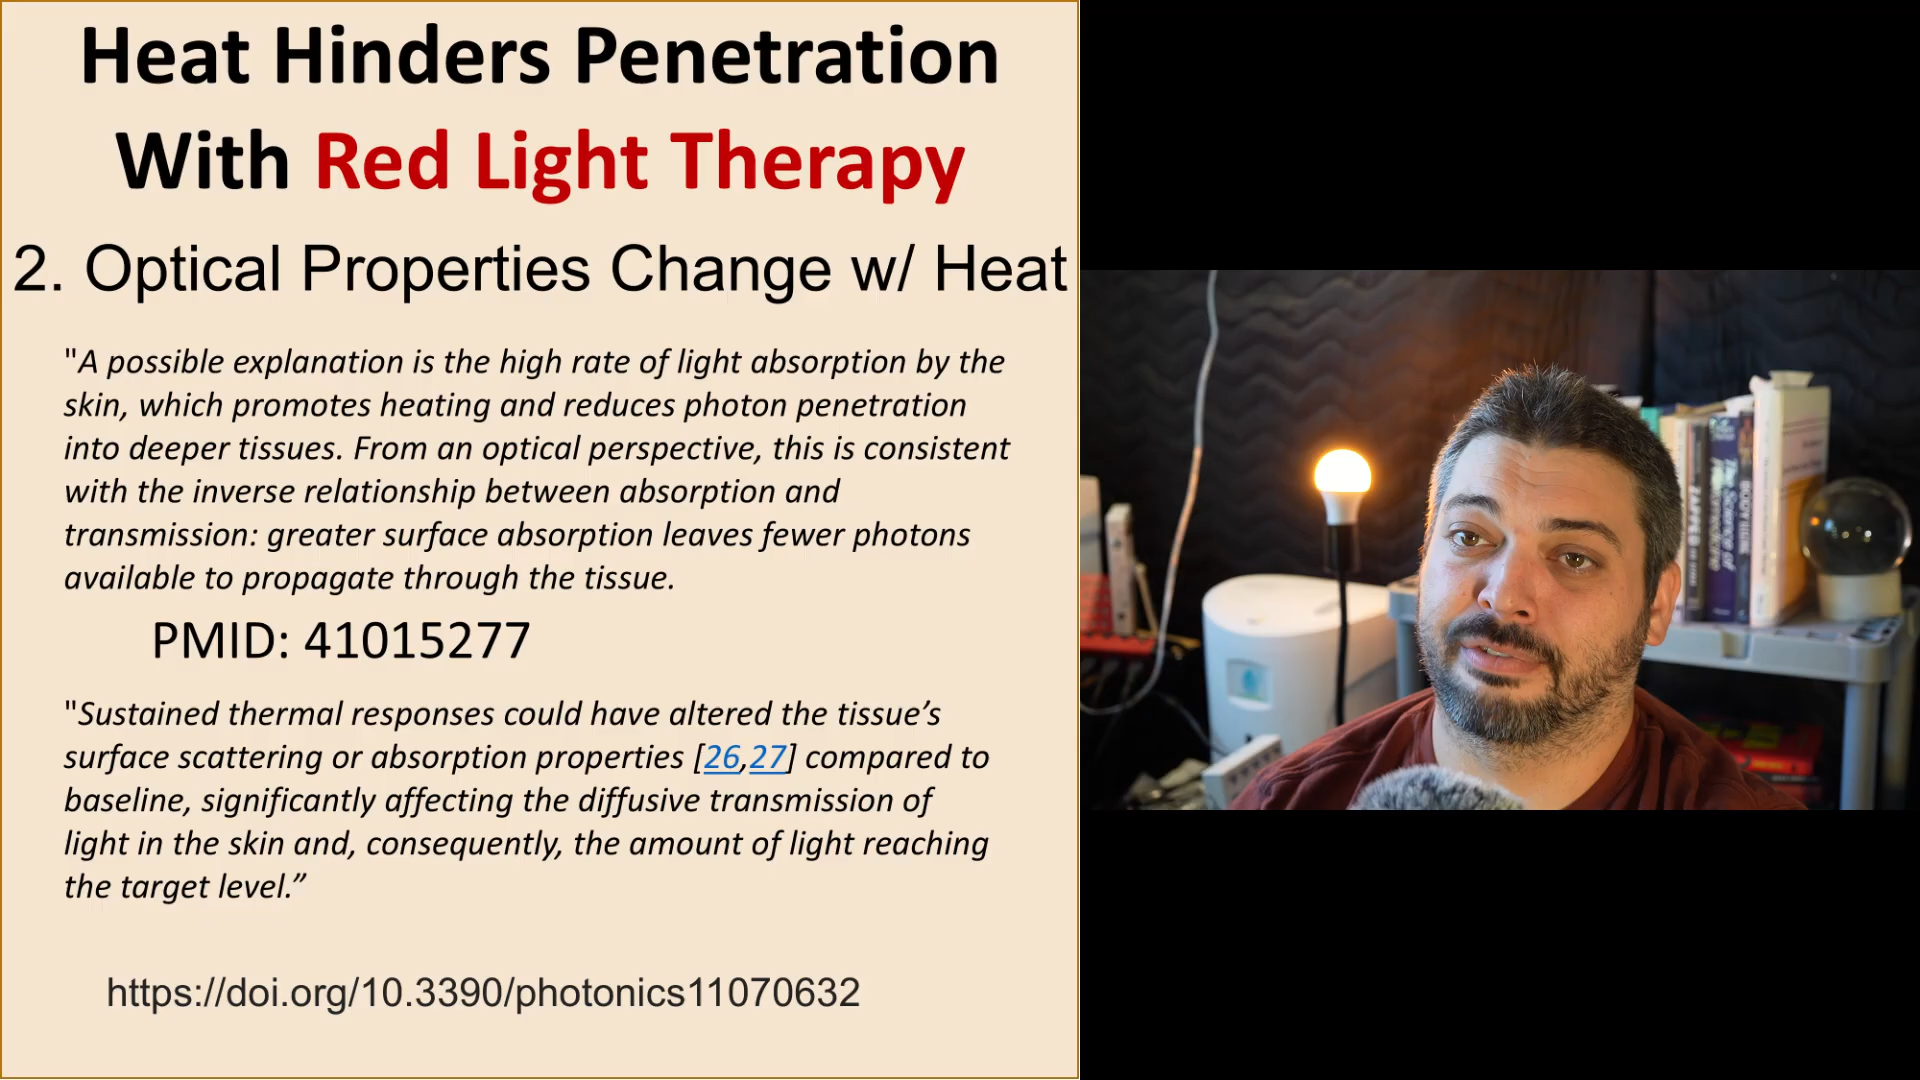 Heat Hinders Penetration
With Red Light Therapy
2. Optical Properties Change w/ Heat
"A possible explanation is the high rate of light absorption by the
skin, which promotes heating and reduces photon penetration
into deeper tissues. From an optical perspective, this is consistent
with the inverse relationship between absorption and
transmission: greater surface absorption leaves fewer photons
available to propagate through the tissue.
PMID: 41015277
"Sustained thermal responses could have altered the tissue’s
surface scattering or absorption properties [26,27] compared to
baseline, significantly affecting the diffusive transmission of
light in the skin and, consequently, the amount of light reaching
the target level.”
https://doi.org/10.3390/photonics11070632